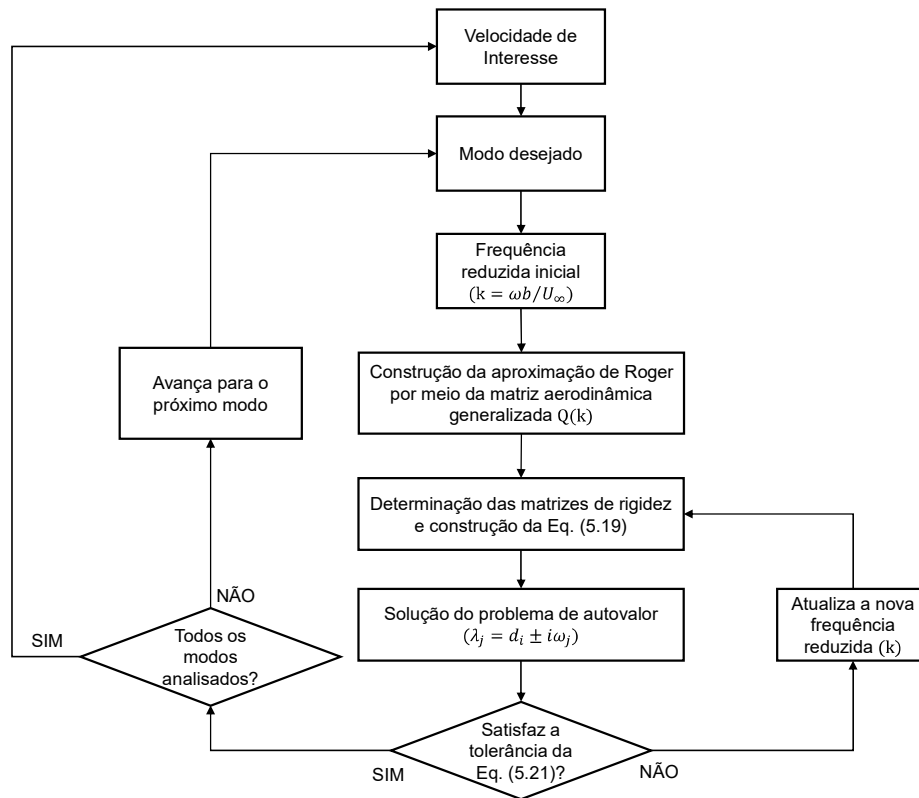 Velocidade de
Interesse
Modo desejado
Frequência
reduzida inicial
(k = ωb/U∞)
Construção da aproximação de Roger
por meio da matriz aerodinâmica
generalizada Q(k)
Avança para o
próximo modo
Determinação das matrizes de rigidez
e construção da Eq. (5.19)
Solução do problema de autovalor
(λj = di ± iωj)
Atualiza a nova
frequência
reduzida (k)
NÃO
SIM
Todos os
modos
analisados?
Satisfaz a
tolerância da
Eq. (5.21)?
SIM
NÃO